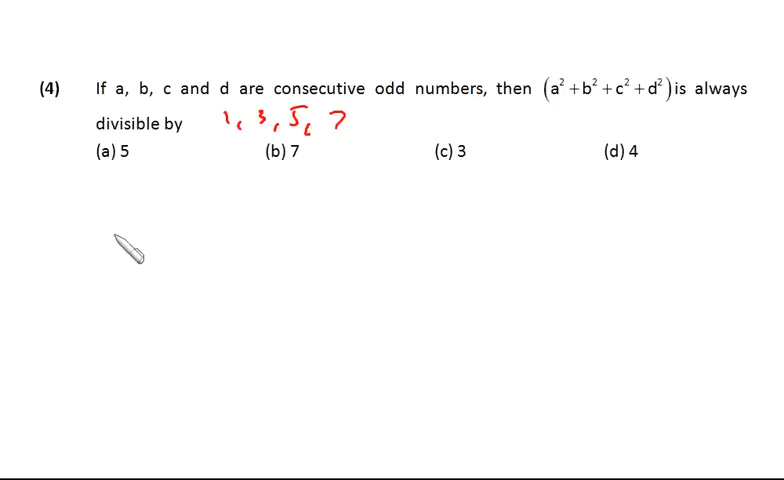 (4) If a, b, c and d are consecutive odd numbers, then (a² + b² + c² + d²) is always
divisible by 1, 3, 5, 7
(a) 5 (b) 7 (c) 3 (d) 4